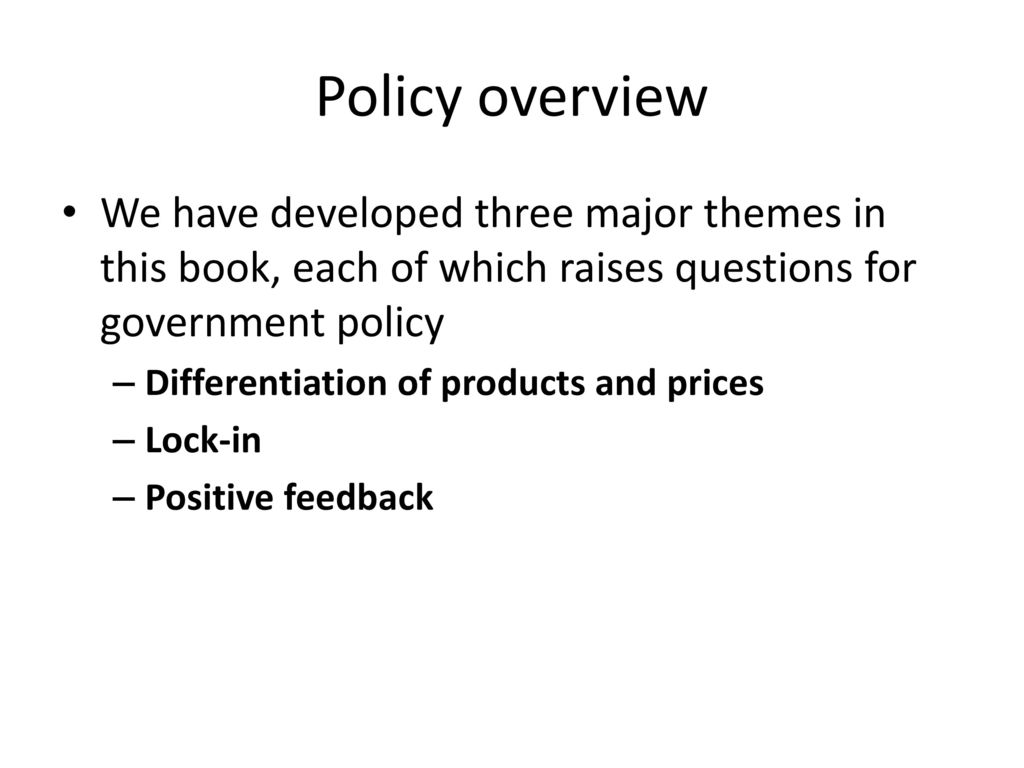 Policy overview
• We have developed three major themes in
this book, each of which raises questions for
government policy
– Differentiation of products and prices
– Lock-in
– Positive feedback